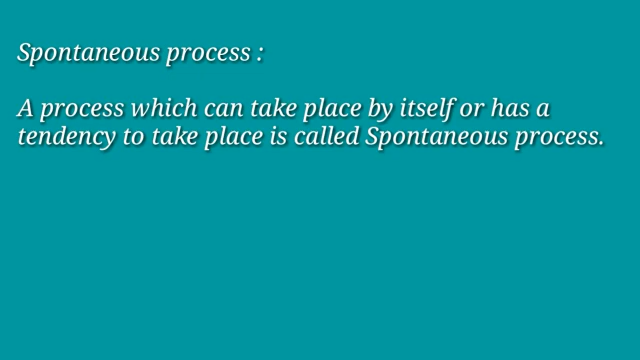 Spontaneous process :
A process which can take place by itself or has a
tendency to take place is called Spontaneous process.